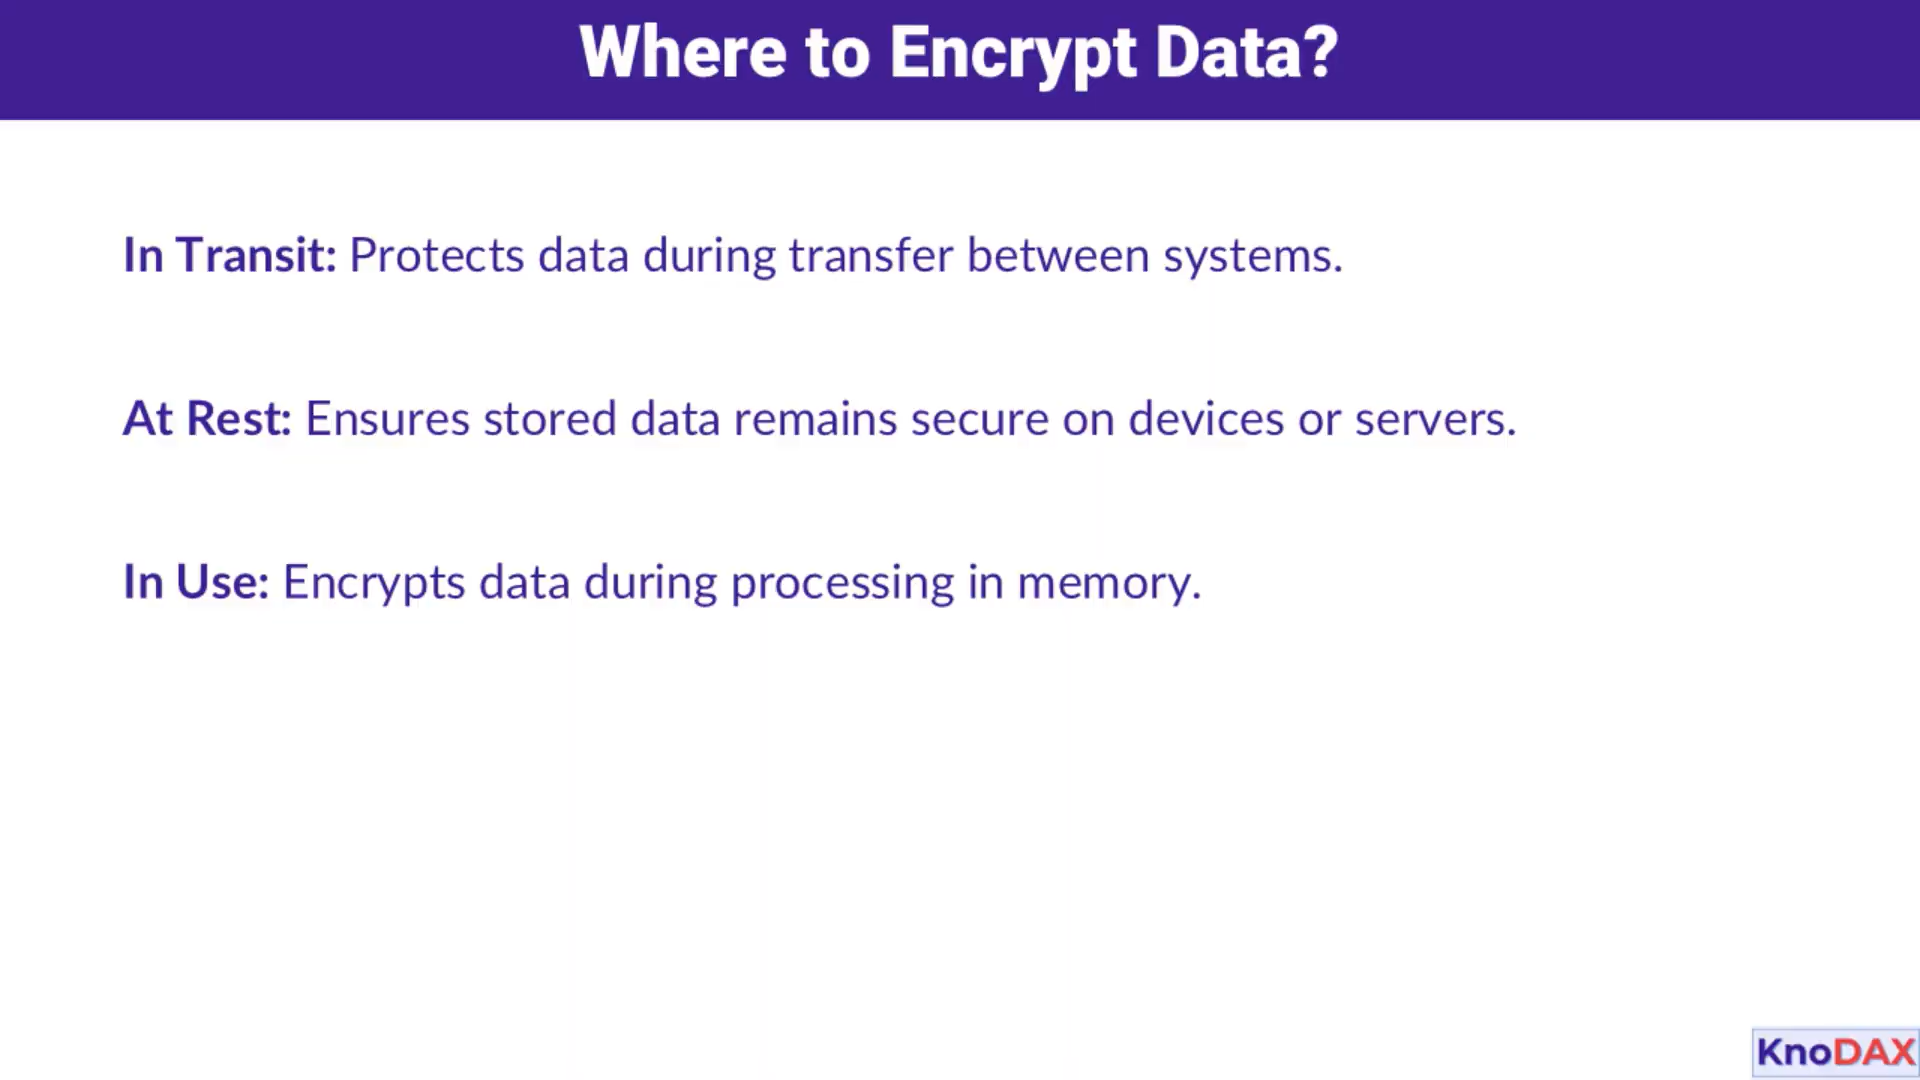 Where to Encrypt Data?
In Transit: Protects data during transfer between systems.
At Rest: Ensures stored data remains secure on devices or servers.
In Use: Encrypts data during processing in memory.
KnoDAX